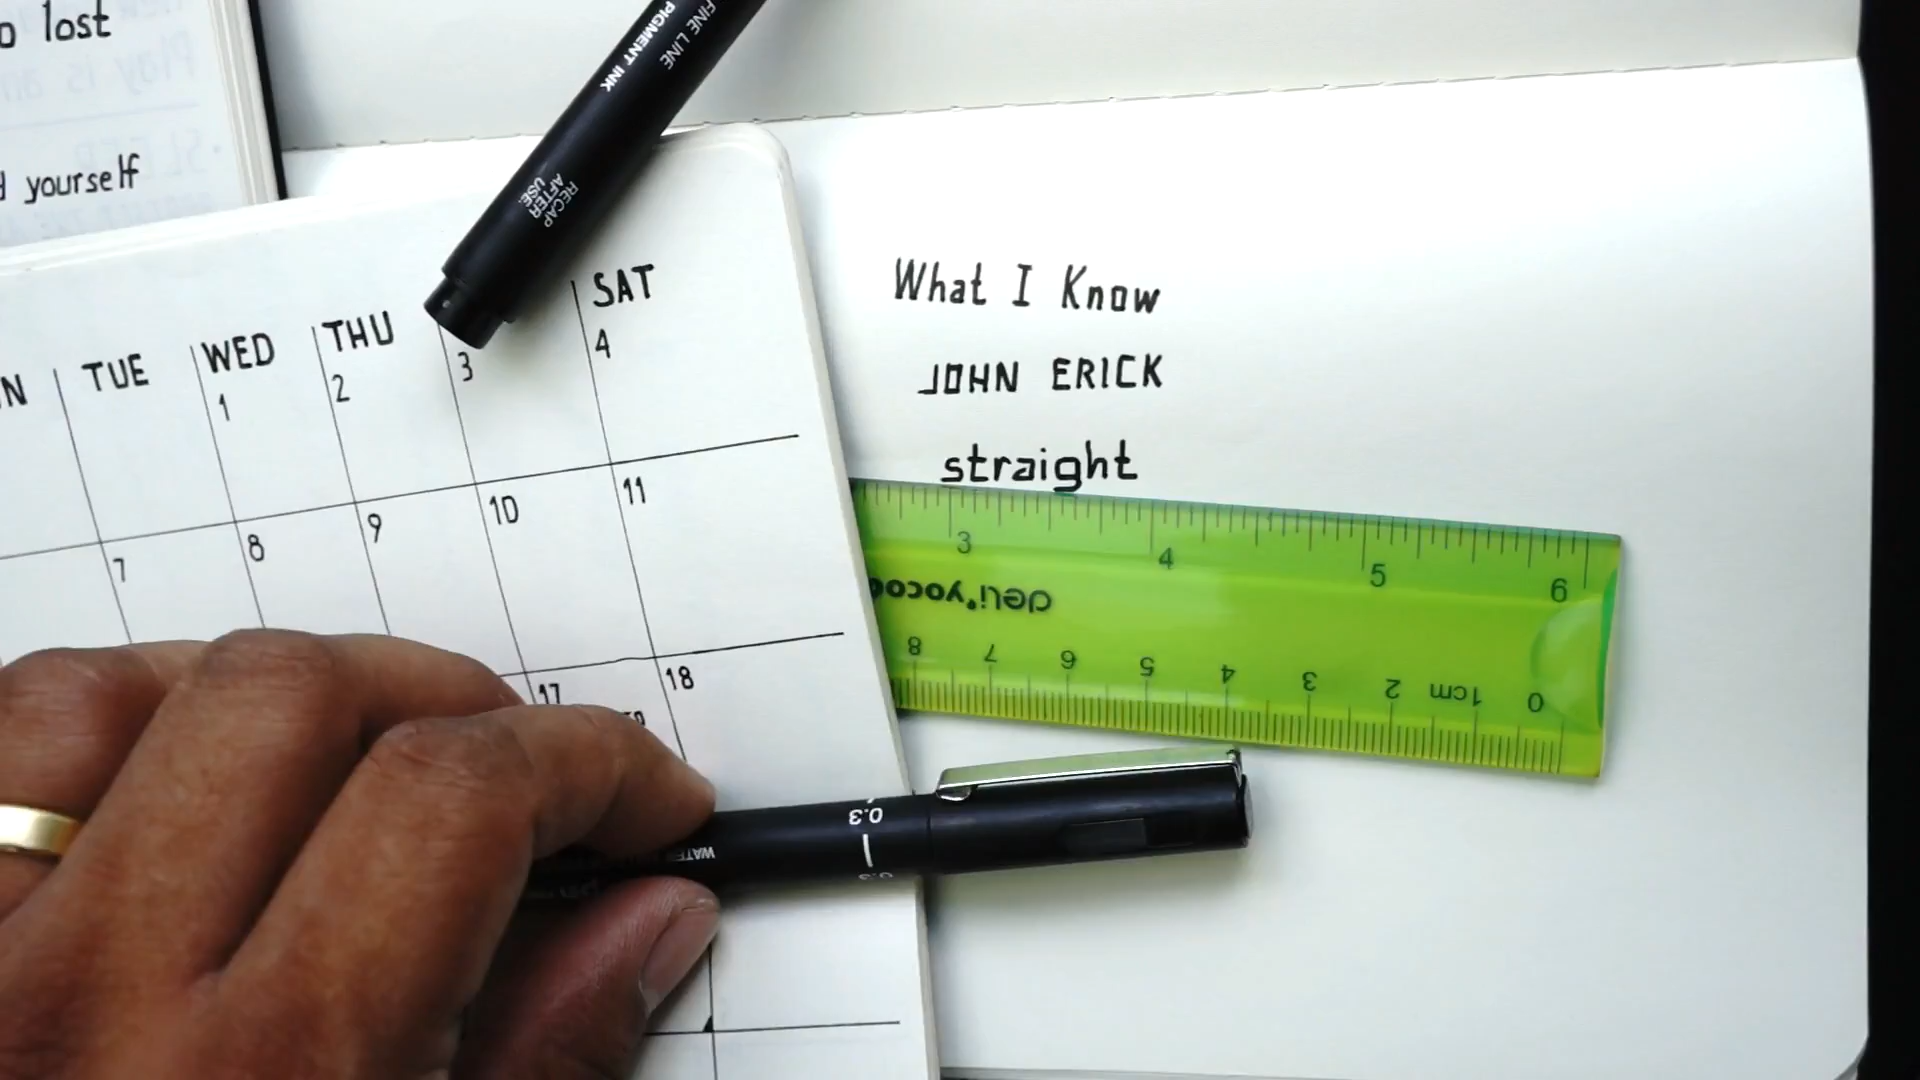 lost
yourself
PIGMENT INK
FINE LINE
RECAP
AFTER
USE.
TUE WED THU SAT
1 2 3 4
7 8 9 10 11
17 18
What I Know
JOHN ERICK
straight
3 4 5 6
deli
8 7 6 5 4 3 2 1cm 0
0.3